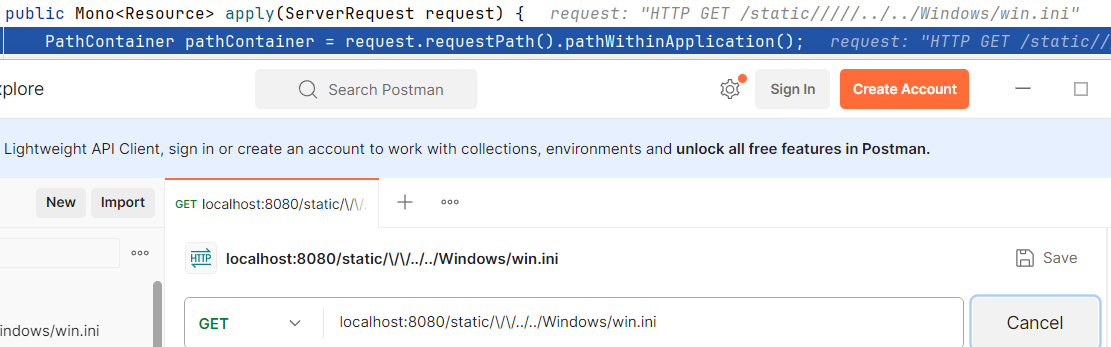 public Mono<Resource> apply(ServerRequest request) { request: "HTTP GET /static/////../../Windows/win.ini"
PathContainer pathContainer = request.requestPath().pathWithinApplication(); request: "HTTP GET /static//
xplore
Search Postman
Sign In
Create Account
Lightweight API Client, sign in or create an account to work with collections, environments and unlock all free features in Postman.
New
Import
GET localhost:8080/static/\/\/.
HTTP
localhost:8080/static/\/\/../../Windows/win.ini
Save
indows/win.ini
GET
localhost:8080/static/\/\/../../Windows/win.ini
Cancel